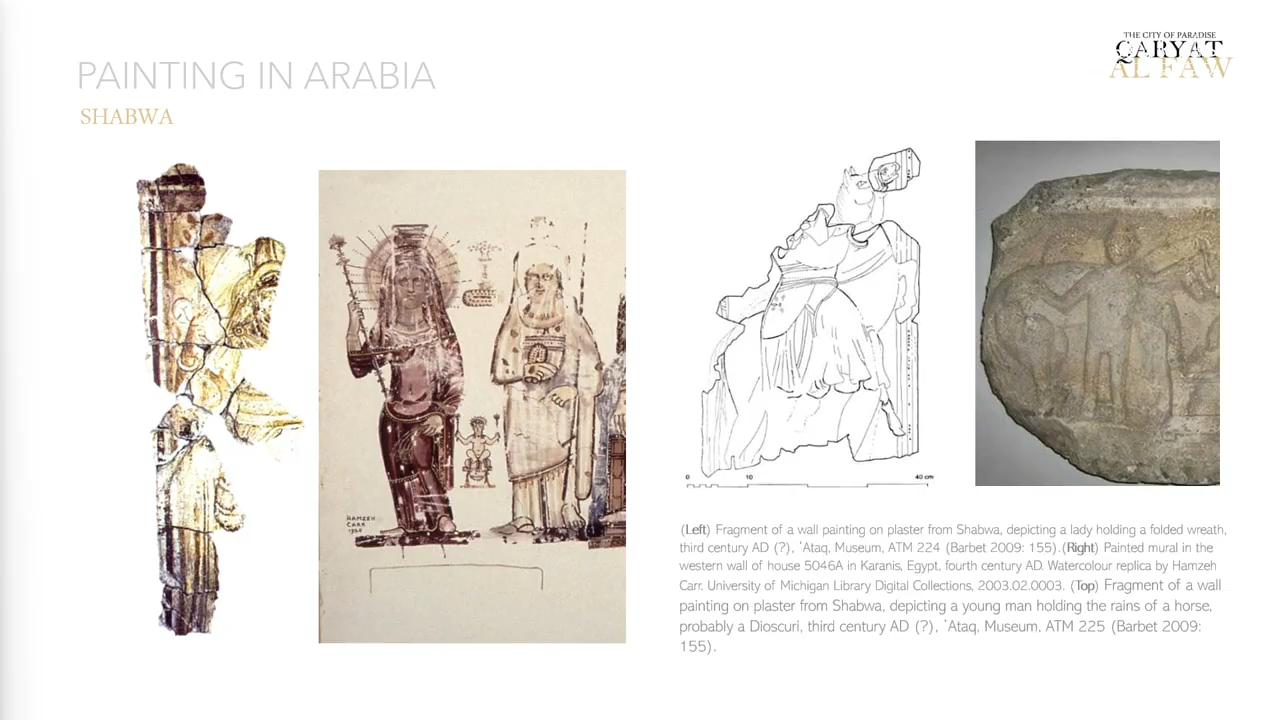 THE CITY OF PARADISE
QARYAT
AL FAW
PAINTING IN ARABIA
SHABWA
HAMZEH
CARR
0 10 40 cm
(Left) Fragment of a wall painting on plaster from Shabwa, depicting a lady holding a folded wreath,
third century AD (?), ʿAtaq, Museum, ATM 224 (Barbet 2009: 155).(Right) Painted mural in the
western wall of house 5046A in Karanis, Egypt, fourth century AD. Watercolour replica by Hamzeh
Carr. University of Michigan Library Digital Collections, 2003.02.0003. (Top) Fragment of a wall
painting on plaster from Shabwa, depicting a young man holding the rains of a horse,
probably a Dioscuri, third century AD (?), ʿAtaq, Museum, ATM 225 (Barbet 2009:
155).